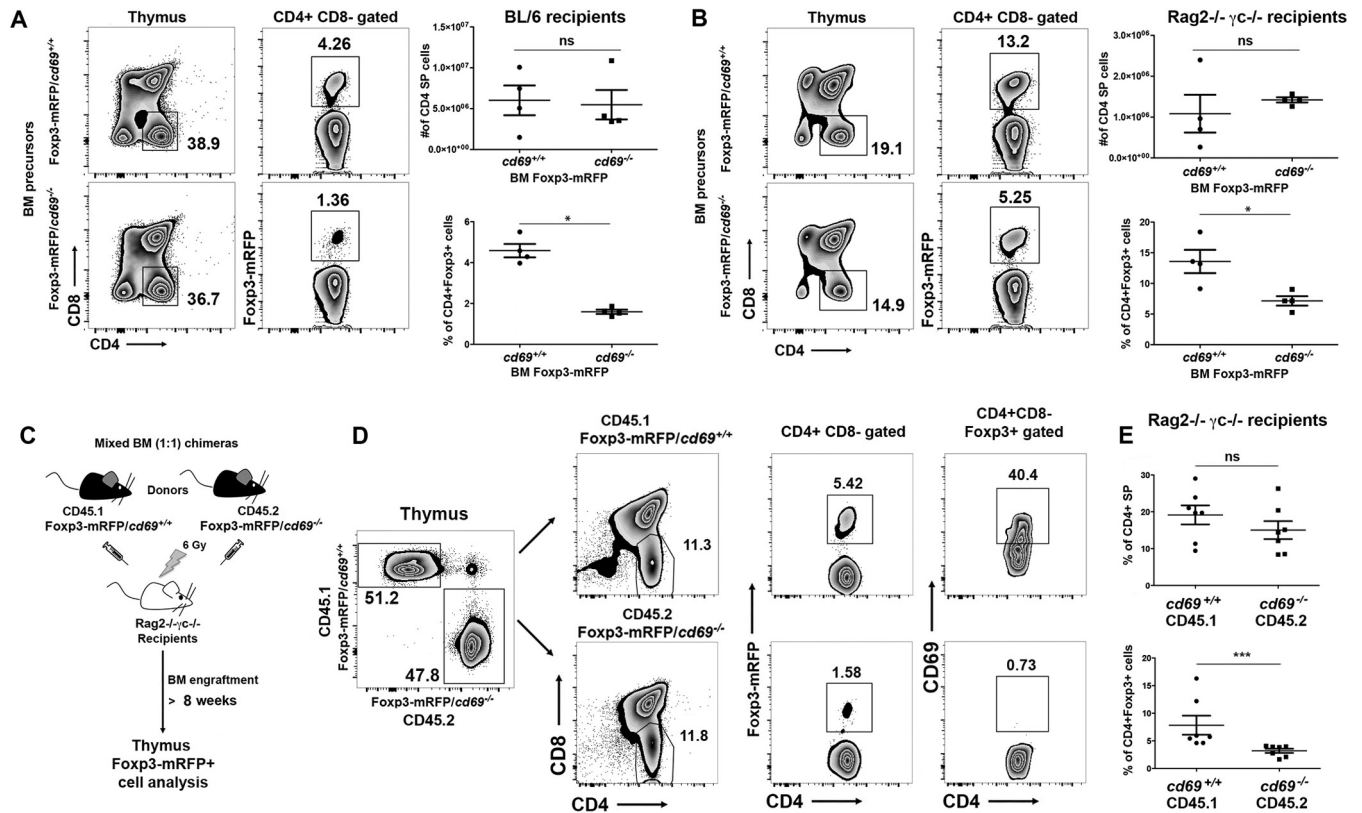 A
Thymus
CD4+ CD8- gated
BL/6 recipients
BM precursors
Foxp3-mRFP/cd69+/+
38.9
4.26
ns
#of CD4 SP cells
1.5×10⁰⁷
1.0×10⁰⁷
5.0×10⁰⁶
0.0×10⁺⁰⁰
cd69+/+
cd69-/-
BM Foxp3-mRFP
Foxp3-mRFP/cd69-/-
36.7
1.36
CD8
CD4
Foxp3-mRFP
*
% of CD4+Foxp3+ cells
6
4
2
0
cd69+/+
cd69-/-
BM Foxp3-mRFP
B
Thymus
CD4+ CD8- gated
Rag2-/- γc-/- recipients
BM precursors
Foxp3-mRFP/cd69+/+
19.1
13.2
ns
#of CD4 SP cells
3.0×10⁰⁶
2.0×10⁰⁶
1.0×10⁰⁶
0.0×10⁺⁰⁰
cd69+/+
cd69-/-
BM Foxp3-mRFP
Foxp3-mRFP/cd69-/-
14.9
5.25
CD8
CD4
Foxp3-mRFP
*
% of CD4+Foxp3+ cells
20
15
10
5
0
cd69+/+
cd69-/-
BM Foxp3-mRFP
C
Mixed BM (1:1) chimeras
Donors
CD45.1
Foxp3-mRFP/cd69+/+
CD45.2
Foxp3-mRFP/cd69-/-
6 Gy
Rag2-/-γc-/-
Recipients
BM engraftment
> 8 weeks
Thymus
Foxp3-mRFP+
cell analysis
D
Thymus
CD45.1
Foxp3-mRFP/cd69+/+
51.2
47.8
Foxp3-mRFP/cd69-/-
CD45.2
CD45.1
Foxp3-mRFP/cd69+/+
11.3
CD45.2
Foxp3-mRFP/cd69-/-
11.8
CD8
CD4
CD4+ CD8- gated
5.42
1.58
Foxp3-mRFP
CD4
CD4+CD8-
Foxp3+ gated
40.4
0.73
CD69
CD4
E
Rag2-/- γc-/- recipients
ns
% of CD4+ SP
30
20
10
0
cd69+/+
CD45.1
cd69-/-
CD45.2
***
% of CD4+Foxp3+ cells
20
15
10
5
0
cd69+/+
CD45.1
cd69-/-
CD45.2